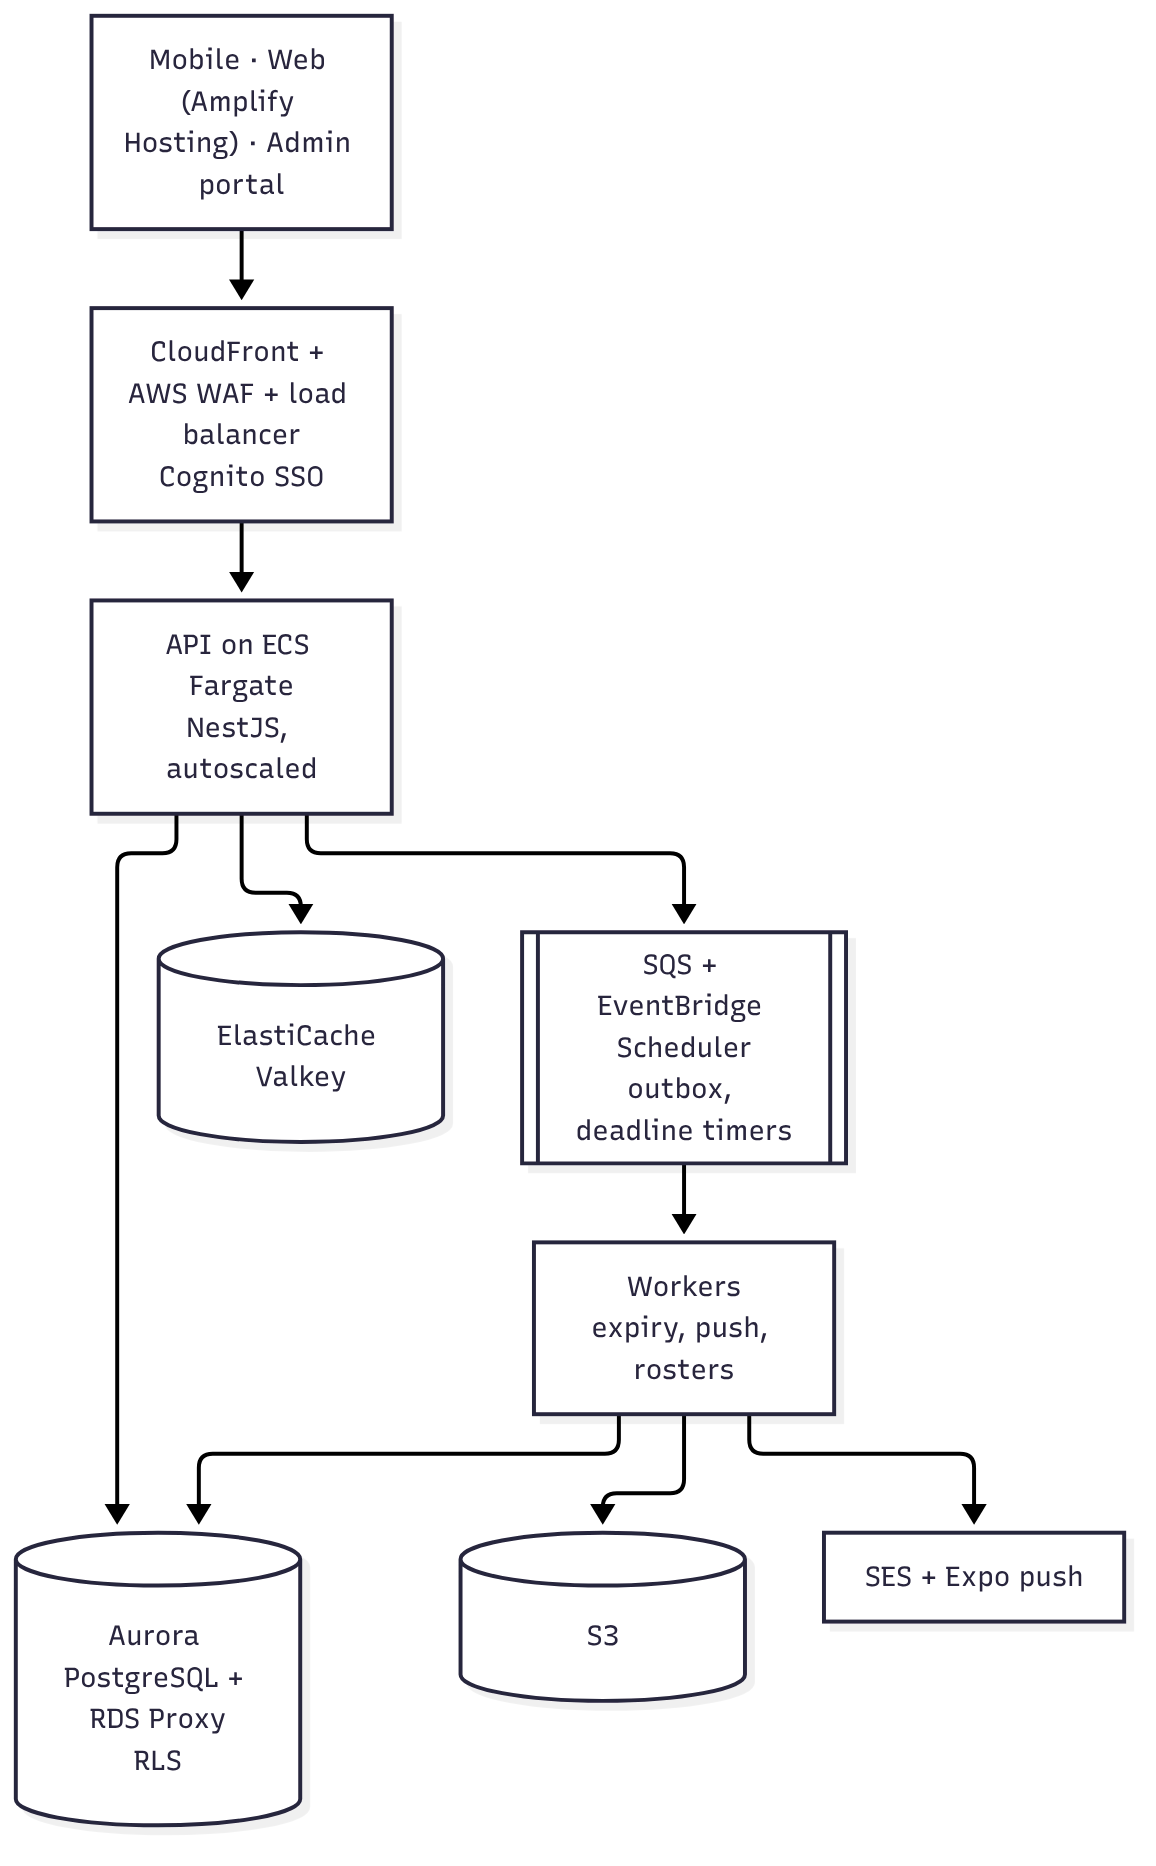 Mobile · Web
(Amplify
Hosting) · Admin
portal
CloudFront +
AWS WAF + load
balancer
Cognito SSO
API on ECS
Fargate
NestJS,
autoscaled
ElastiCache
Valkey
SQS +
EventBridge
Scheduler
outbox,
deadline timers
Workers
expiry, push,
rosters
Aurora
PostgreSQL +
RDS Proxy
RLS
S3
SES + Expo push